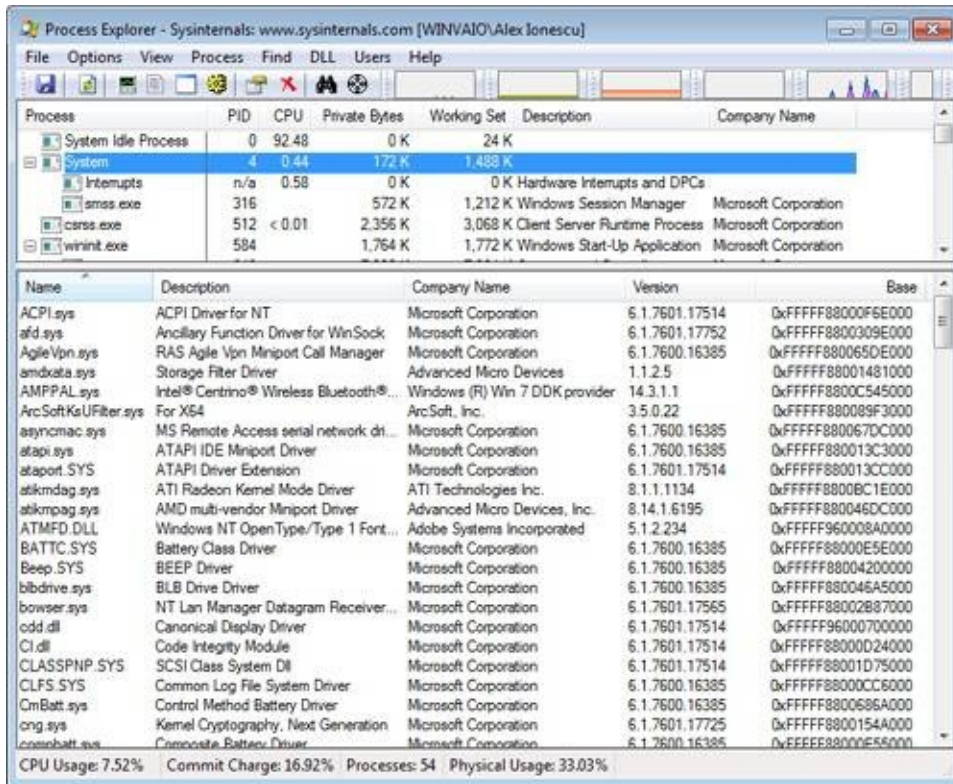 Process Explorer - Sysinternals: www.sysinternals.com [WINVAIO\Alex Ionescu]
File Options View Process Find DLL Users Help
Process PID CPU Private Bytes Working Set Description Company Name
System Idle Process 0 92.48 0 K 24 K
System 4 0.44 172 K 1,488 K
Interrupts n/a 0.58 0 K 0 K Hardware Interrupts and DPCs
smss.exe 316 572 K 1,212 K Windows Session Manager Microsoft Corporation
csrss.exe 512 < 0.01 2,356 K 3,068 K Client Server Runtime Process Microsoft Corporation
wininit.exe 584 1,764 K 1,772 K Windows Start-Up Application Microsoft Corporation
Name Description Company Name Version Base
ACPI.sys ACPI Driver for NT Microsoft Corporation 6.1.7601.17514 0xFFFFF88000F6E000
afd.sys Ancillary Function Driver for WinSock Microsoft Corporation 6.1.7601.17752 0xFFFFF8800309E000
AgileVpn.sys RAS Agile Vpn Miniport Call Manager Microsoft Corporation 6.1.7600.16385 0xFFFFF880065DE000
amdxata.sys Storage Filter Driver Advanced Micro Devices 1.1.2.5 0xFFFFF88001481000
AMPPAL.sys Intel® Centrino® Wireless Bluetooth®... Windows (R) Win 7 DDK provider 14.3.1.1 0xFFFFF8800C545000
ArcSoftKsUFilter.sys For X64 ArcSoft, Inc. 3.5.0.22 0xFFFFF880089F3000
asyncmac.sys MS Remote Access serial network dri... Microsoft Corporation 6.1.7600.16385 0xFFFFF880067DC000
atapi.sys ATAPI IDE Miniport Driver Microsoft Corporation 6.1.7600.16385 0xFFFFF880013C3000
ataport.SYS ATAPI Driver Extension Microsoft Corporation 6.1.7601.17514 0xFFFFF880013CC000
atikmdag.sys ATI Radeon Kernel Mode Driver ATI Technologies Inc. 8.1.1.1134 0xFFFFF8800BC1E000
atikmpag.sys AMD multi-vendor Miniport Driver Advanced Micro Devices, Inc. 8.14.1.6195 0xFFFFF880046DC000
ATMFD.DLL Windows NT OpenType/Type 1 Font... Adobe Systems Incorporated 5.1.2.234 0xFFFFF960008A0000
BATTC.SYS Battery Class Driver Microsoft Corporation 6.1.7600.16385 0xFFFFF88000E5E000
Beep.SYS BEEP Driver Microsoft Corporation 6.1.7600.16385 0xFFFFF88004200000
blbdrive.sys BLB Drive Driver Microsoft Corporation 6.1.7600.16385 0xFFFFF880046A5000
bowser.sys NT Lan Manager Datagram Receiver... Microsoft Corporation 6.1.7601.17565 0xFFFFF88002B87000
cdd.dll Canonical Display Driver Microsoft Corporation 6.1.7601.17514 0xFFFFF96000700000
CI.dll Code Integrity Module Microsoft Corporation 6.1.7601.17514 0xFFFFF88000D24000
CLASSPNP.SYS SCSI Class System Dll Microsoft Corporation 6.1.7601.17514 0xFFFFF88001D75000
CLFS.SYS Common Log File System Driver Microsoft Corporation 6.1.7600.16385 0xFFFFF88000CC6000
CmBatt.sys Control Method Battery Driver Microsoft Corporation 6.1.7600.16385 0xFFFFF8800686A000
cng.sys Kernel Cryptography, Next Generation Microsoft Corporation 6.1.7601.17725 0xFFFFF8800154A000
compbatt.sys Composite Battery Driver Microsoft Corporation 6.1.7600.16385 0xFFFFF88000E55000
CPU Usage: 7.52% Commit Charge: 16.92% Processes: 54 Physical Usage: 33.03%